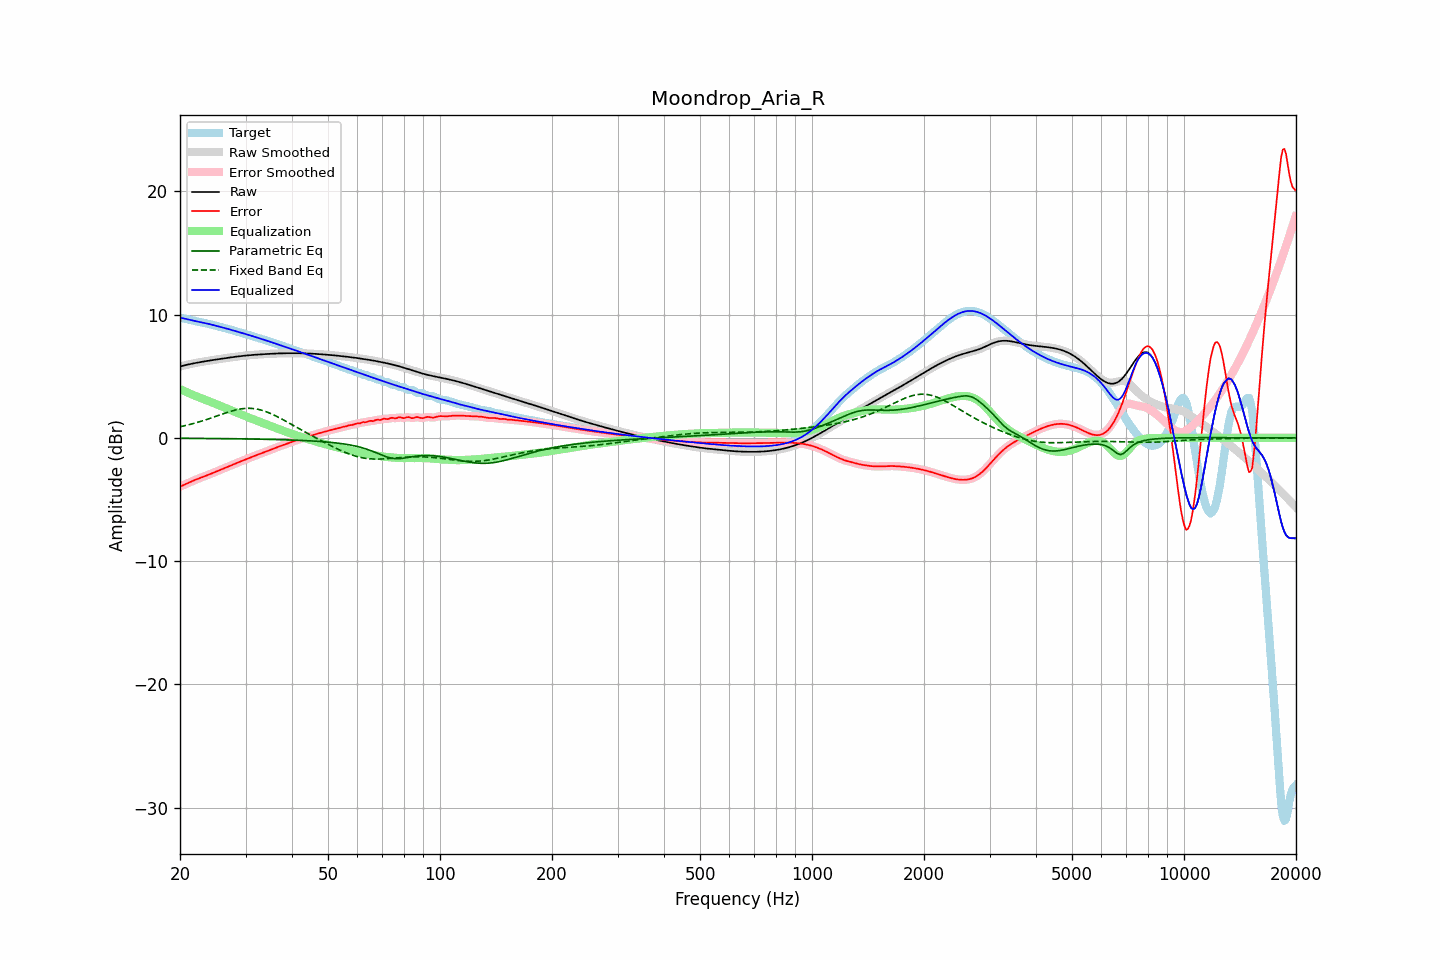 Moondrop_Aria_R
Target
Raw Smoothed
Error Smoothed
Raw
Error
Equalization
Parametric Eq
Fixed Band Eq
Equalized
20
10
0
−10
−20
−30
Amplitude (dBr)
20 50 100 200 500 1000 2000 5000 10000 20000
Frequency (Hz)